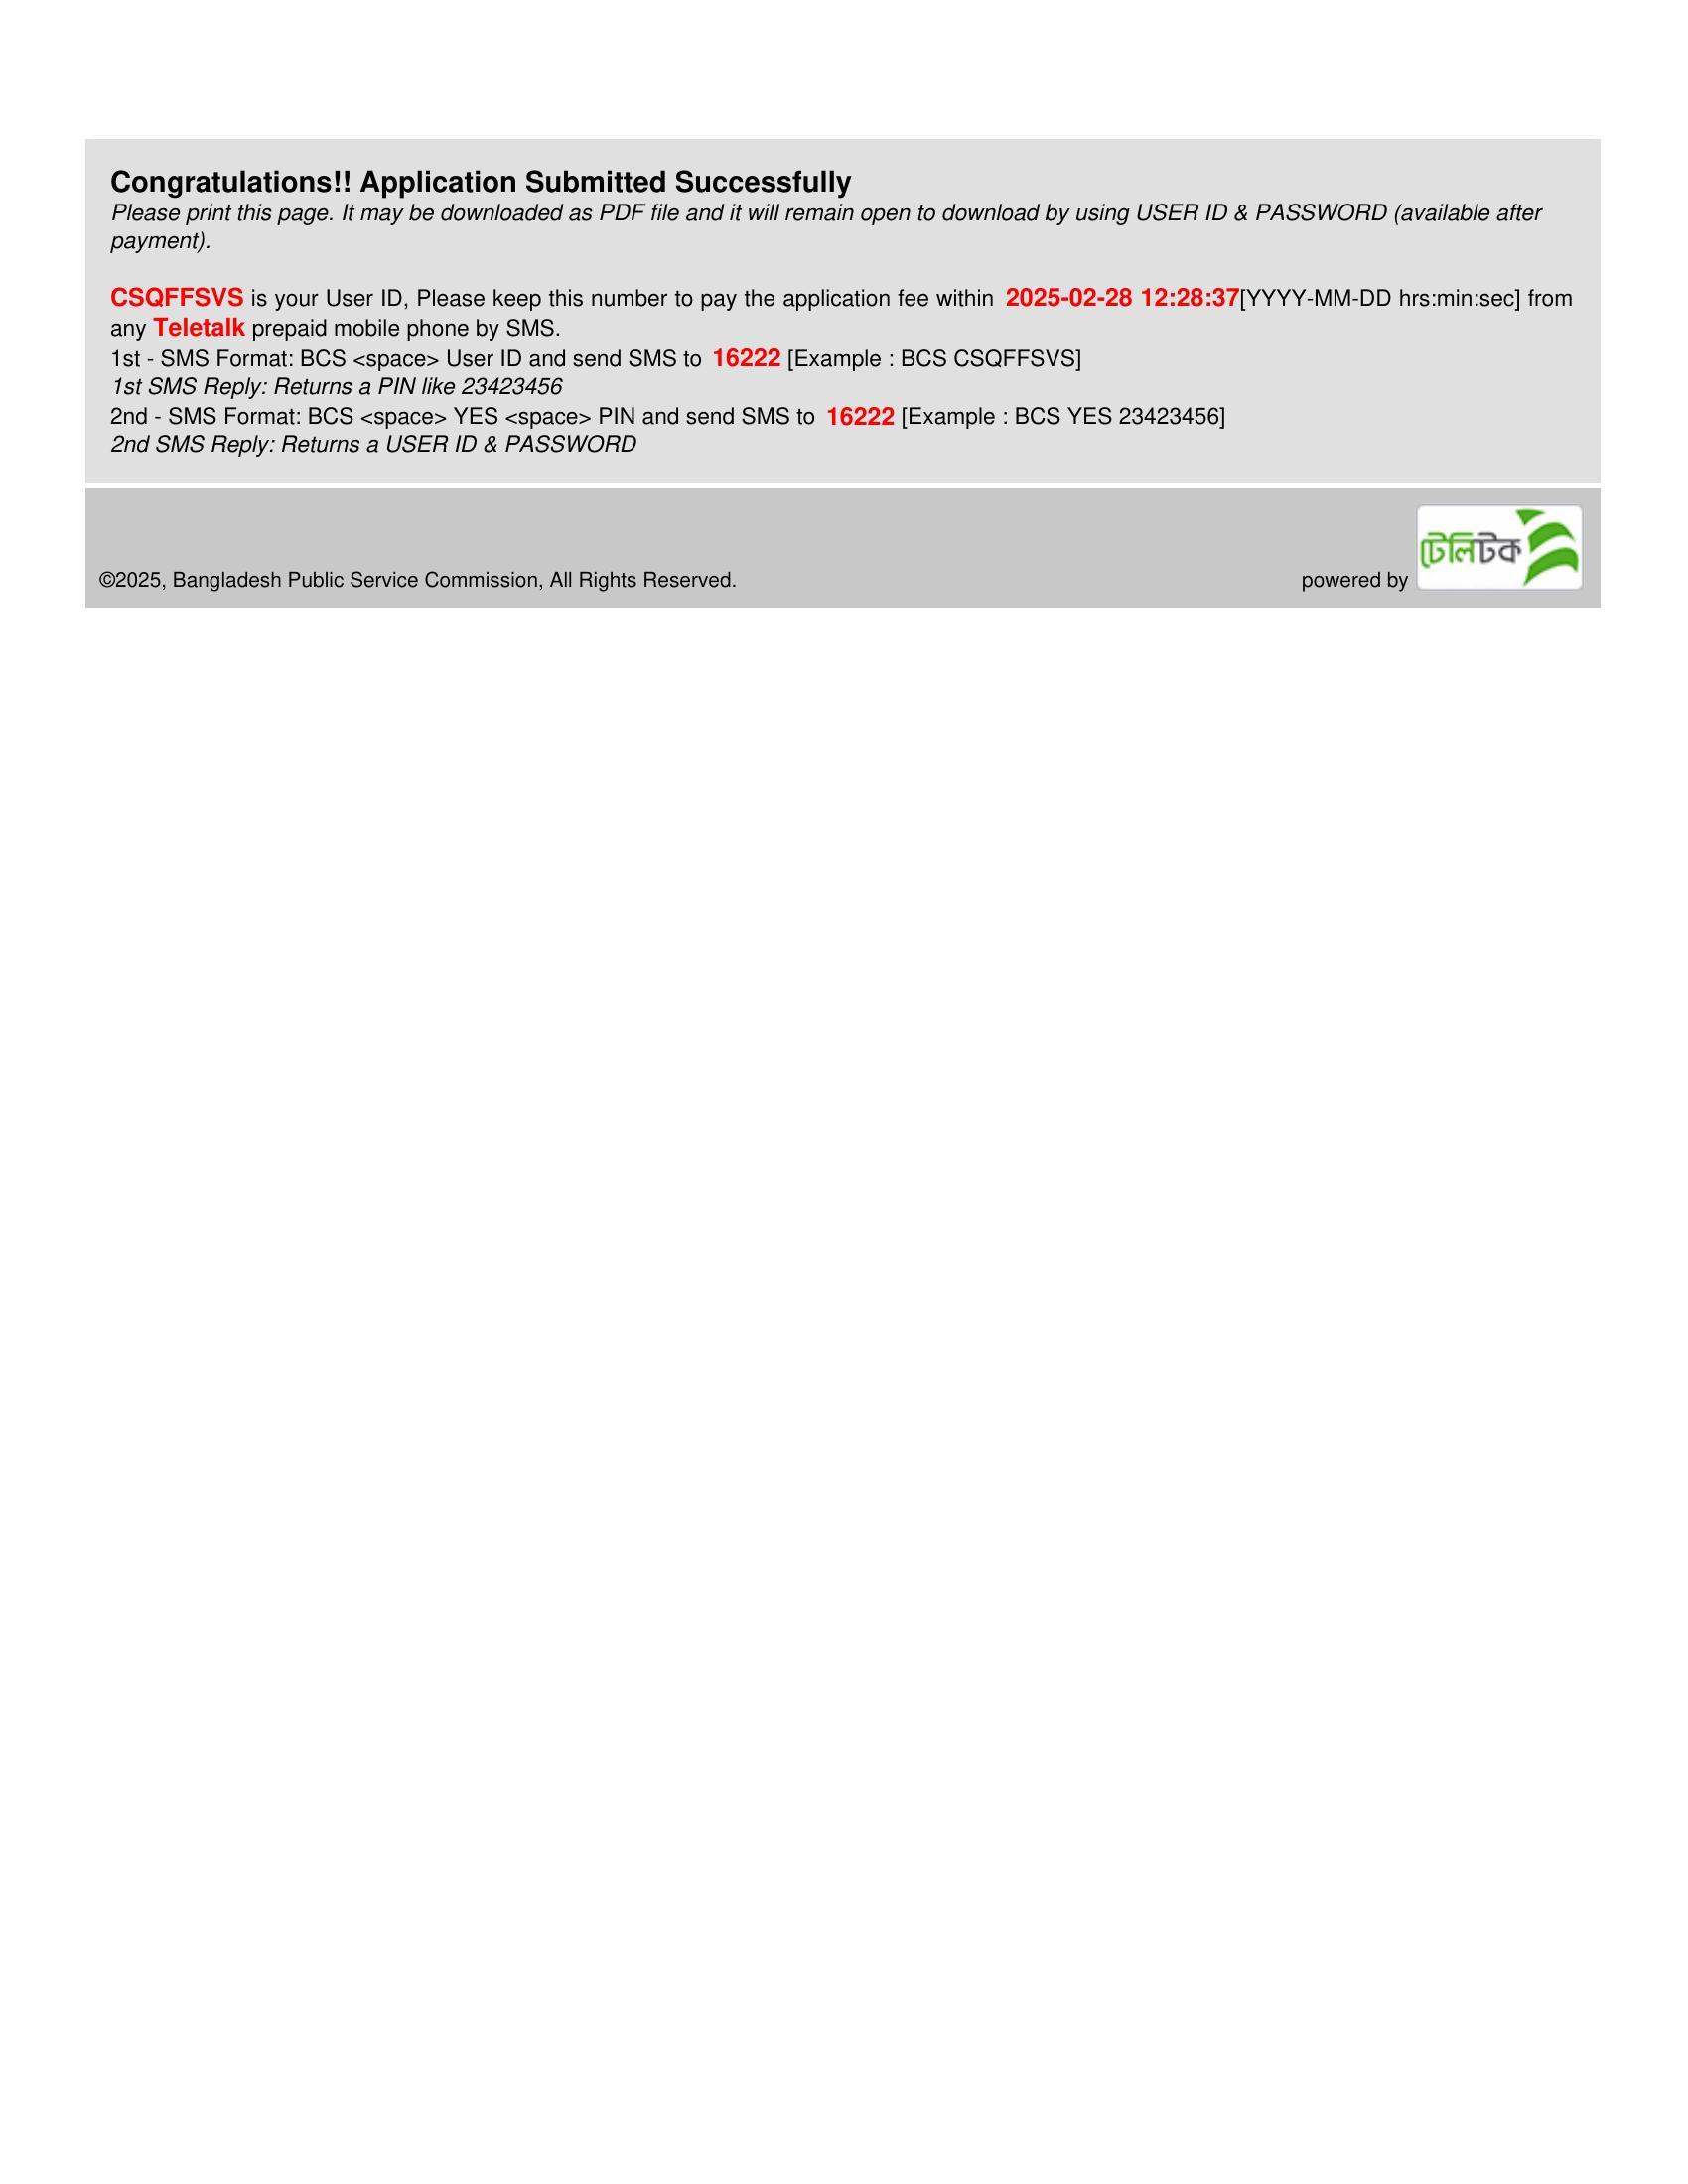 Congratulations!! Application Submitted Successfully
Please print this page. It may be downloaded as PDF file and it will remain open to download by using USER ID & PASSWORD (available after
payment).
CSQFFSVS is your User ID, Please keep this number to pay the application fee within 2025-02-28 12:28:37[YYYY-MM-DD hrs:min:sec] from
any Teletalk prepaid mobile phone by SMS.
1st - SMS Format: BCS <space> User ID and send SMS to 16222 [Example : BCS CSQFFSVS]
1st SMS Reply: Returns a PIN like 23423456
2nd - SMS Format: BCS <space> YES <space> PIN and send SMS to 16222 [Example : BCS YES 23423456]
2nd SMS Reply: Returns a USER ID & PASSWORD
©2025, Bangladesh Public Service Commission, All Rights Reserved.
powered by টেলিটক